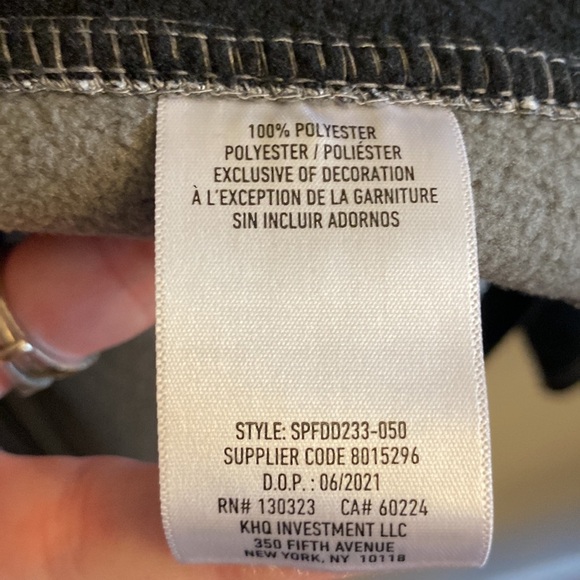 100% POLYESTER
POLYESTER / POLIÉSTER
EXCLUSIVE OF DECORATION
À L'EXCEPTION DE LA GARNITURE
SIN INCLUIR ADORNOS
STYLE: SPFDD233-050
SUPPLIER CODE 8015296
D.O.P. : 06/2021
RN# 130323 CA# 60224
KHQ INVESTMENT LLC
350 FIFTH AVENUE
NEW YORK, NY 10118